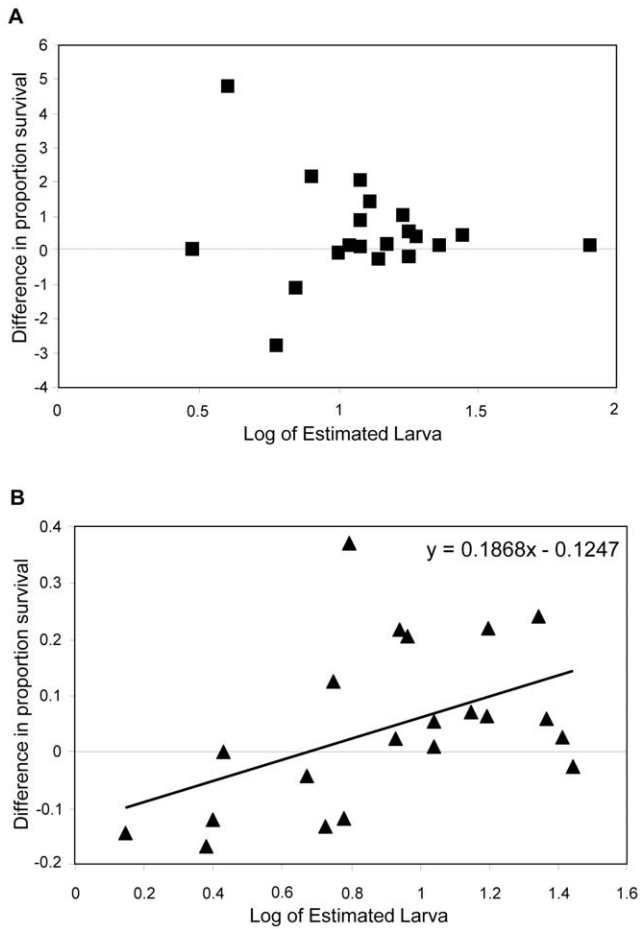 A
6
5
4
3
2
1
0
-1
-2
-3
-4
Difference in proportion survival
0 0.5 1 1.5 2
Log of Estimated Larva
B
y = 0.1868x - 0.1247
0.4
0.3
0.2
0.1
0
-0.1
-0.2
Difference in proportion survival
0 0.2 0.4 0.6 0.8 1 1.2 1.4 1.6
Log of Estimated Larva